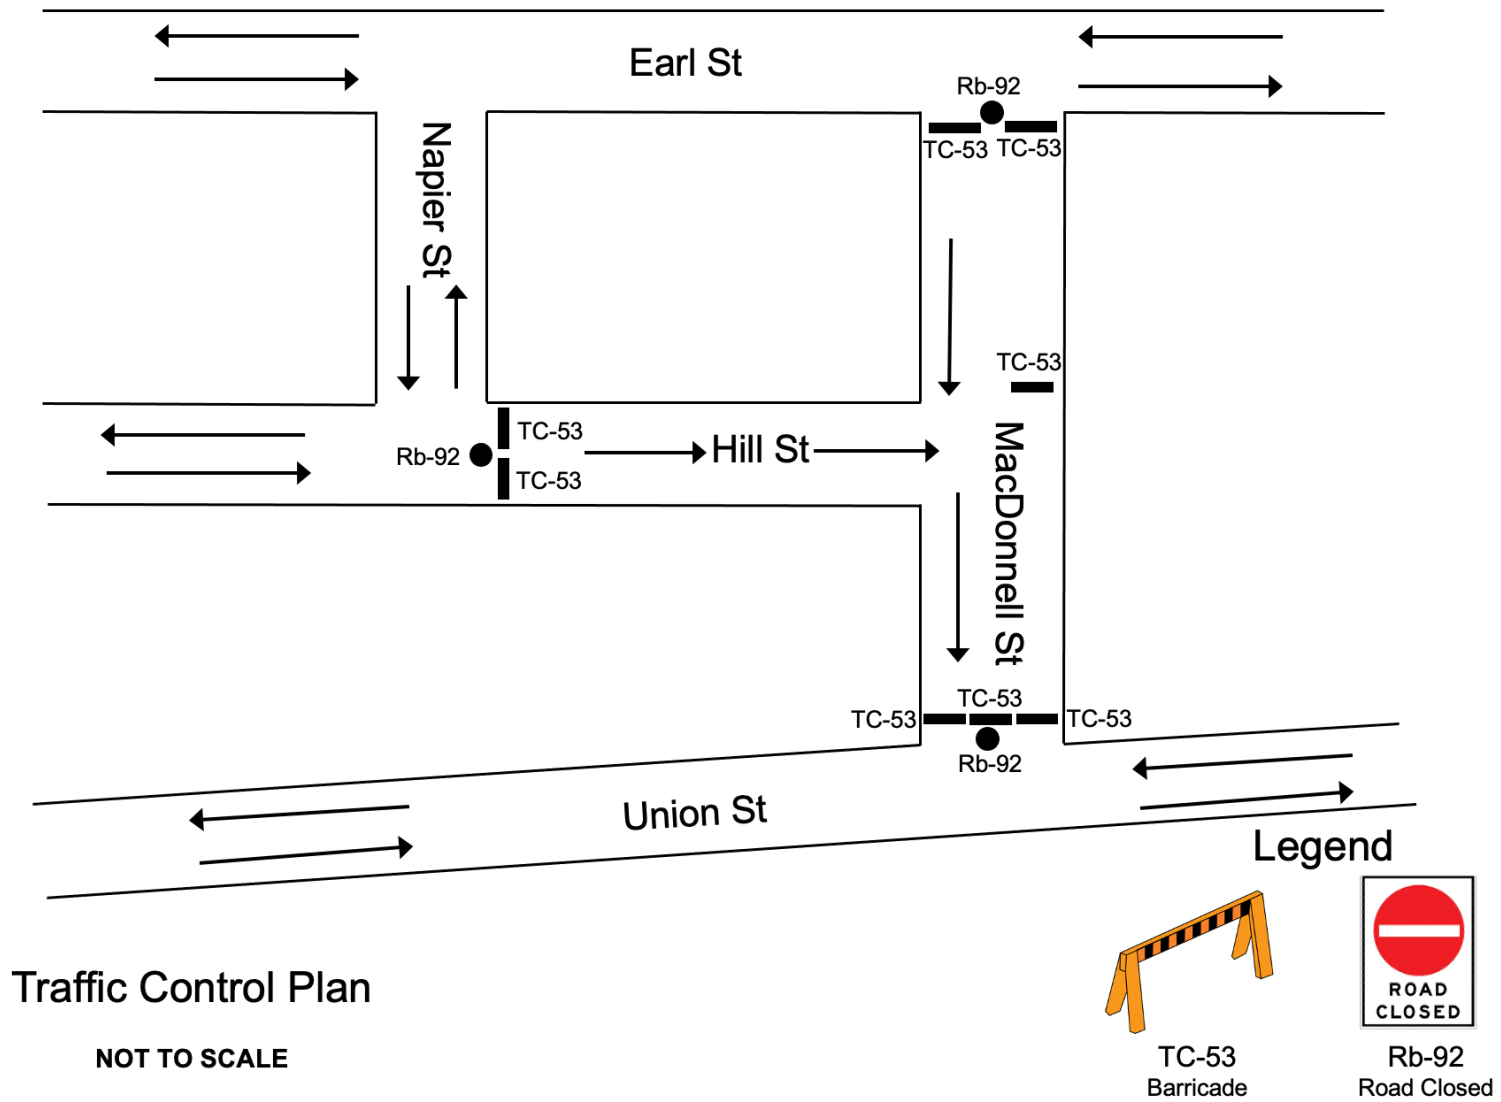 Earl St
Rb-92
TC-53 TC-53
Napier St
TC-53
MacDonnell St
TC-53
Rb-92
Hill St
TC-53
TC-53
TC-53
TC-53
Rb-92
Union St
Legend
ROAD
CLOSED
TC-53
Barricade
Rb-92
Road Closed
Traffic Control Plan
NOT TO SCALE